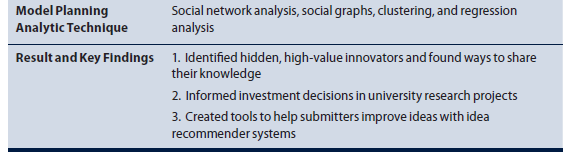 Model Planning Social network analysis, social graphs, clustering, and regression
Analytic Technique analysis
Result and Key Findings 1. Identified hidden, high-value innovators and found ways to share
their knowledge
2. Informed investment decisions in university research projects
3. Created tools to help submitters improve ideas with idea
recommender systems